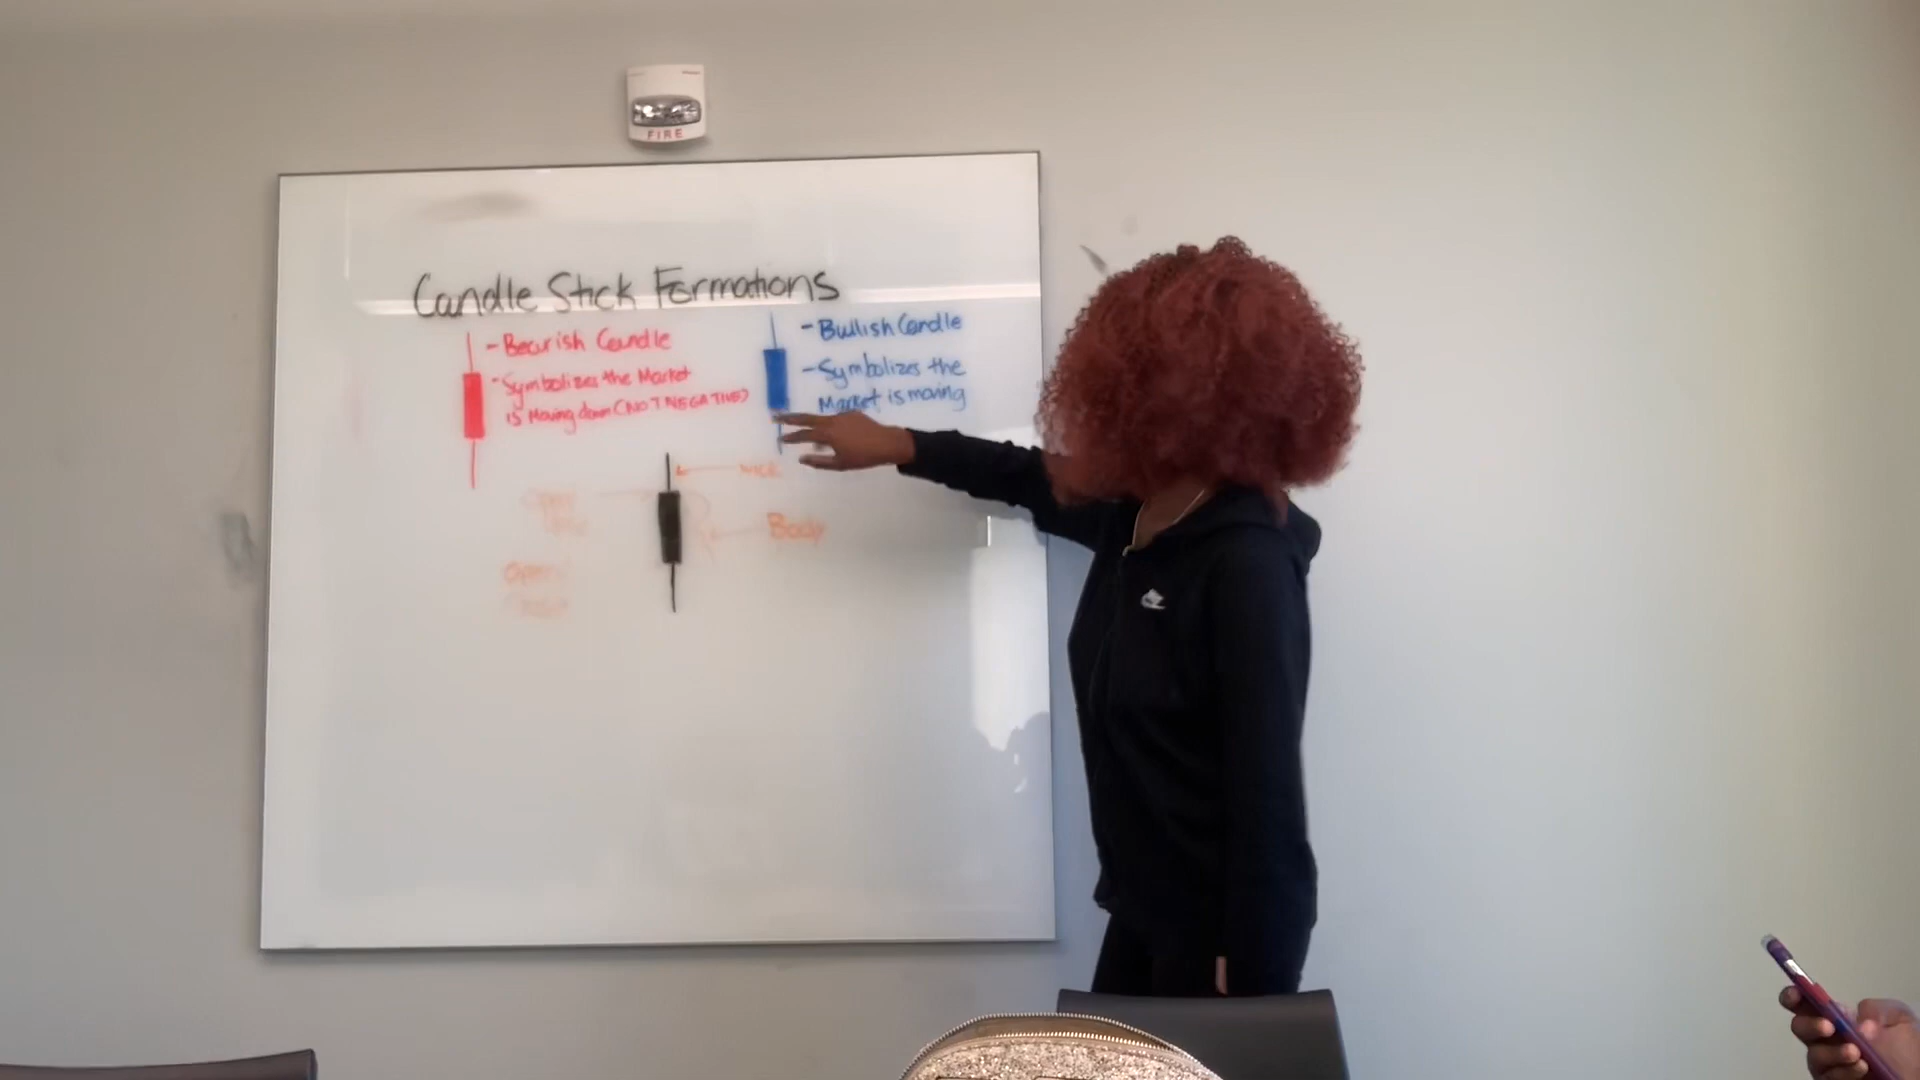 FIRE
Candle Stick Formations
- Bearish Candle
- Symbolizes the Market
is Moving down (NOT NEGATIVE)
- Bullish Candle
- Symbolizes the
Market is moving
Wick
Body
Open